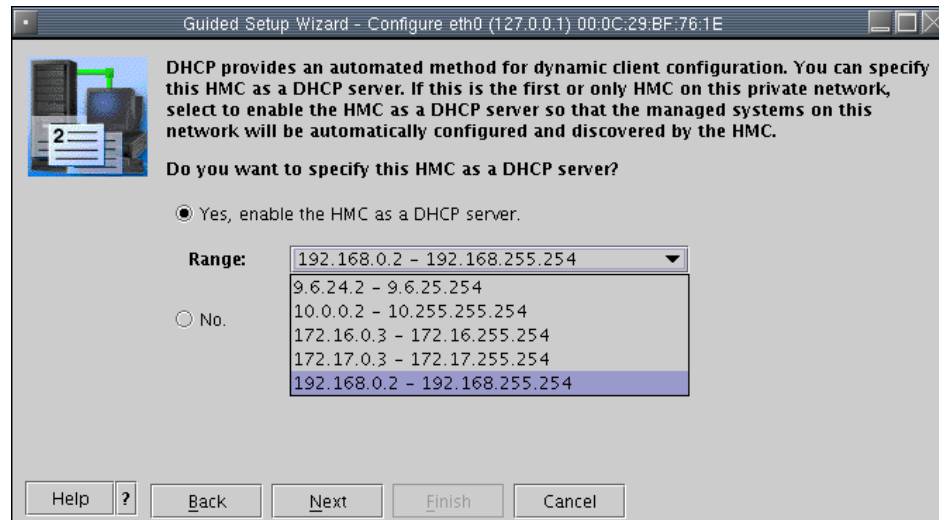 Guided Setup Wizard - Configure eth0 (127.0.0.1) 00:0C:29:BF:76:1E
DHCP provides an automated method for dynamic client configuration. You can specify
this HMC as a DHCP server. If this is the first or only HMC on this private network,
select to enable the HMC as a DHCP server so that the managed systems on this
network will be automatically configured and discovered by the HMC.
2
Do you want to specify this HMC as a DHCP server?
Yes, enable the HMC as a DHCP server.
Range: 192.168.0.2 - 192.168.255.254
9.6.24.2 - 9.6.25.254
10.0.0.2 - 10.255.255.254
No.
172.16.0.3 - 172.16.255.254
172.17.0.3 - 172.17.255.254
192.168.0.2 - 192.168.255.254
Help ? Back Next Finish Cancel